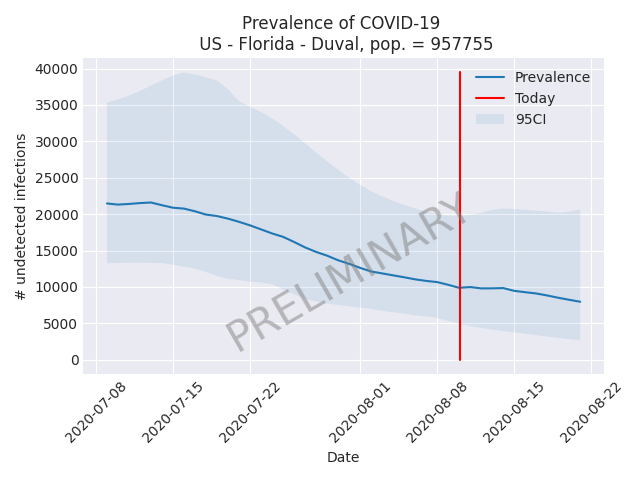 Prevalence of COVID-19
US - Florida - Duval, pop. = 957755
40000
35000
30000
25000
20000
15000
10000
5000
0
# undetected infections
Prevalence
Today
95CI
PRELIMINARY
2020-07-08
2020-07-15
2020-07-22
2020-08-01
2020-08-08
2020-08-15
2020-08-22
Date